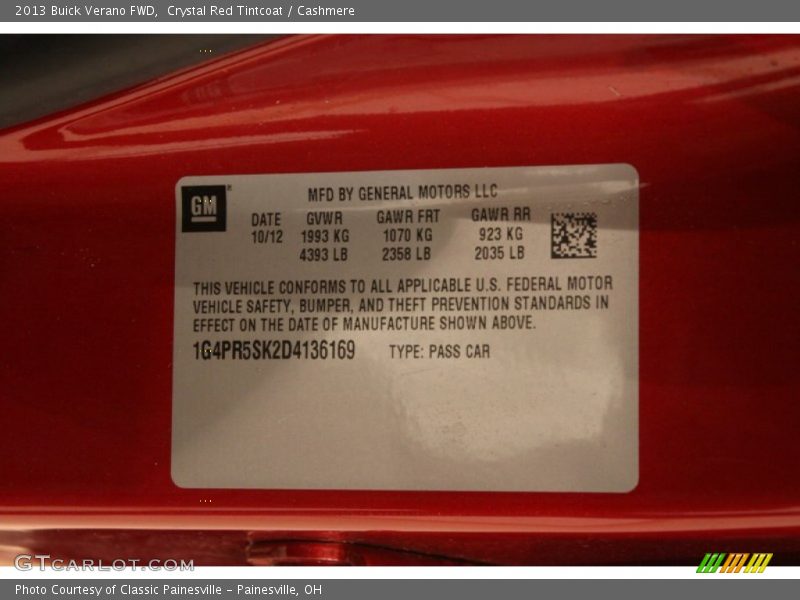 2013 Buick Verano FWD,  Crystal Red Tintcoat / Cashmere
GM
MFD BY GENERAL MOTORS LLC
DATE GVWR GAWR FRT GAWR RR
10/12 1993 KG 1070 KG 923 KG
4393 LB 2358 LB 2035 LB
THIS VEHICLE CONFORMS TO ALL APPLICABLE U.S. FEDERAL MOTOR
VEHICLE SAFETY, BUMPER, AND THEFT PREVENTION STANDARDS IN
EFFECT ON THE DATE OF MANUFACTURE SHOWN ABOVE.
1G4PR5SK2D4136169 TYPE: PASS CAR
GTCARLOT.COM
Photo Courtesy of Classic Painesville – Painesville, OH